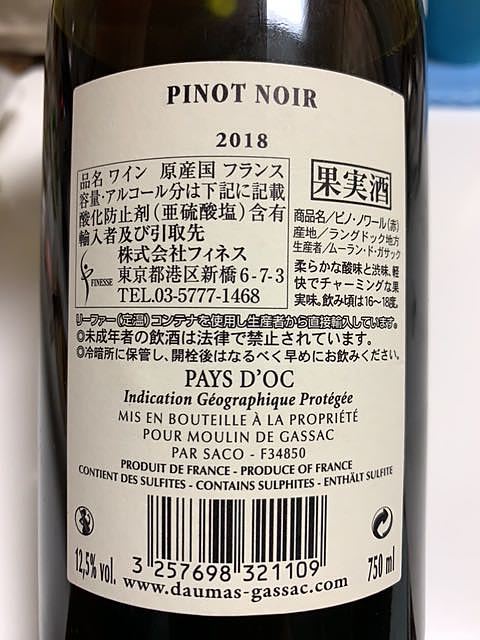 PINOT NOIR
2018
品名 ワイン 原産国 フランス
容量・アルコール分は下記に記載
酸化防止剤(亜硫酸塩)含有
輸入者及び引取先
株式会社フィネス
東京都港区新橋6-7-3
TEL.03-5777-1468
FINESSE
果実酒
商品名/ピノ・ノワール(赤)
産地/ラングドック地方
生産者/ムーラン・ド・ガサック
柔らかな酸味と渋味、軽
快でチャーミングな果
実味。飲み頃は16〜18度。
リーファー(定温)コンテナを使用し生産者から直接輸入しています。
◎未成年者の飲酒は法律で禁止されています。
◎冷暗所に保管し、開栓後はなるべく早めにお飲みください。
PAYS D'OC
Indication Géographique Protégée
MIS EN BOUTEILLE À LA PROPRIÉTÉ
POUR MOULIN DE GASSAC
PAR SACO - F34850
PRODUIT DE FRANCE - PRODUCE OF FRANCE
CONTIENT DES SULFITES - CONTAINS SULPHITES - ENTHÄLT SULFITE
12,5% vol.
3 257698 321109
750 ml
www.daumas-gassac.com